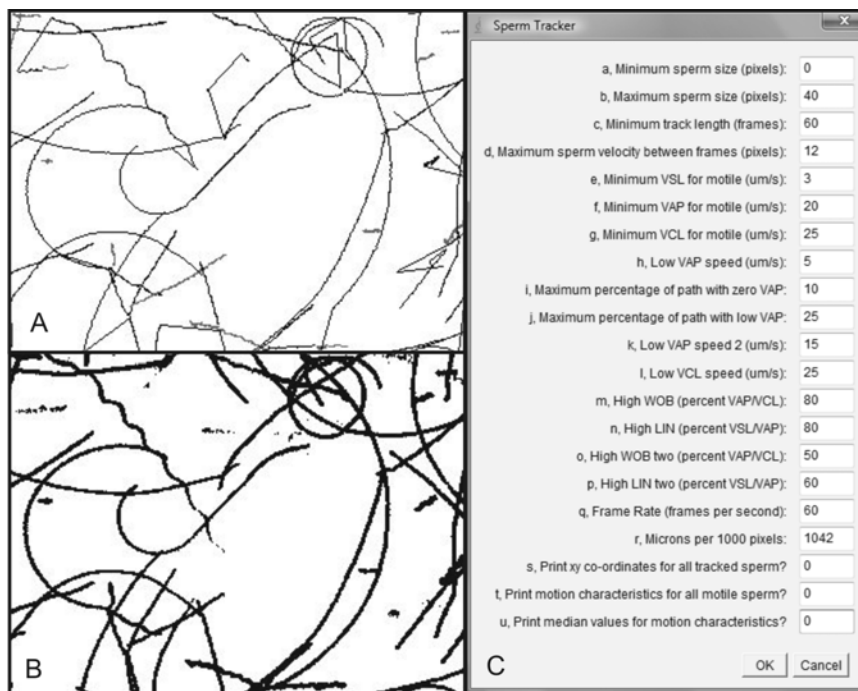 A
B
Sperm Tracker
a, Minimum sperm size (pixels): 0
b, Maximum sperm size (pixels): 40
c, Minimum track length (frames): 60
d, Maximum sperm velocity between frames (pixels): 12
e, Minimum VSL for motile (um/s): 3
f, Minimum VAP for motile (um/s): 20
g, Minimum VCL for motile (um/s): 25
h, Low VAP speed (um/s): 5
i, Maximum percentage of path with zero VAP: 10
j, Maximum percentage of path with low VAP: 25
k, Low VAP speed 2 (um/s): 15
l, Low VCL speed (um/s): 25
m, High WOB (percent VAP/VCL): 80
n, High LIN (percent VSL/VAP): 80
o, High WOB two (percent VAP/VCL): 50
p, High LIN two (percent VSL/VAP): 60
q, Frame Rate (frames per second): 60
r, Microns per 1000 pixels: 1042
s, Print xy co-ordinates for all tracked sperm? 0
t, Print motion characteristics for all motile sperm? 0
u, Print median values for motion characteristics? 0
C
OK Cancel